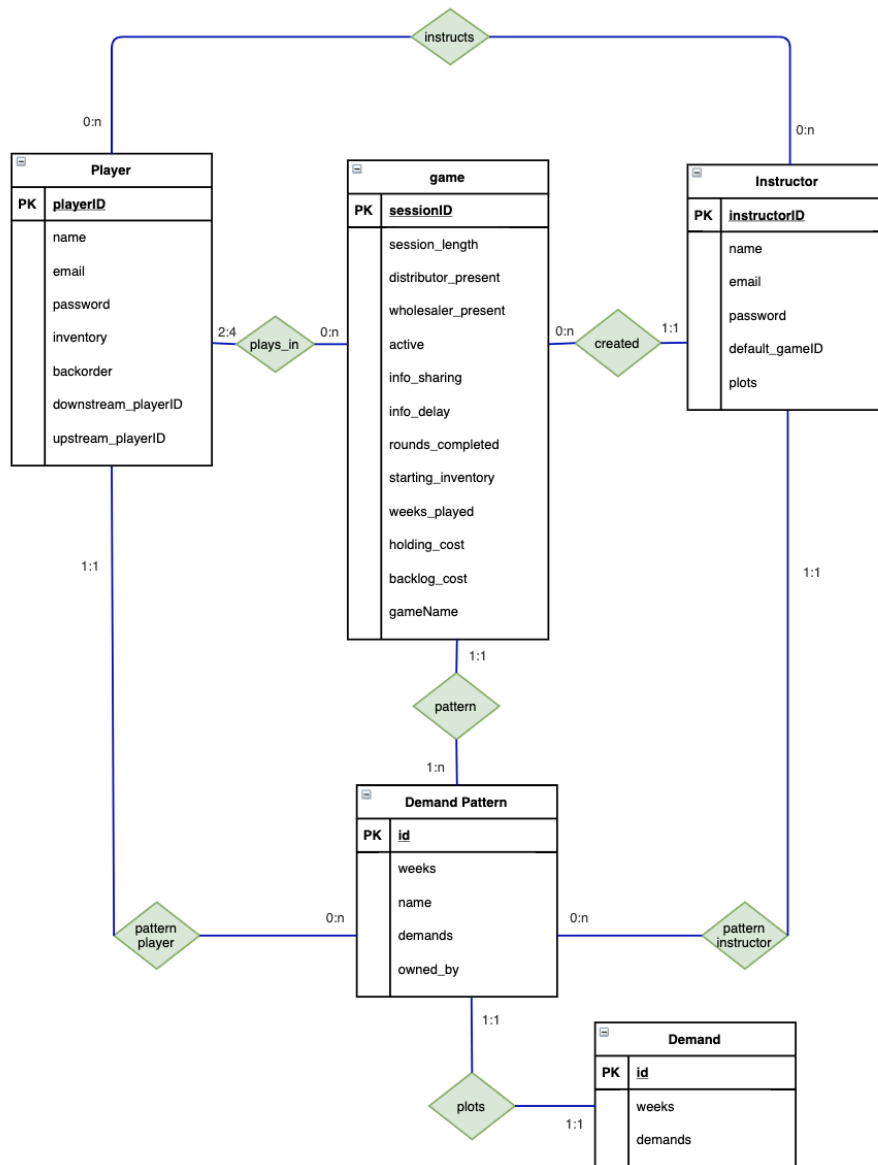 instructs
0:n
0:n
Player
PK playerID
name
email
password
inventory
backorder
downstream_playerID
upstream_playerID
2:4
plays_in
0:n
game
PK sessionID
session_length
distributor_present
wholesaler_present
active
info_sharing
info_delay
rounds_completed
starting_inventory
weeks_played
holding_cost
backlog_cost
gameName
0:n
created
1:1
Instructor
PK instructorID
name
email
password
default_gameID
plots
1:1
1:1
1:1
pattern
1:n
Demand Pattern
PK id
weeks
name
demands
owned_by
pattern
player
0:n
0:n
pattern
instructor
1:1
plots
1:1
Demand
PK id
weeks
demands